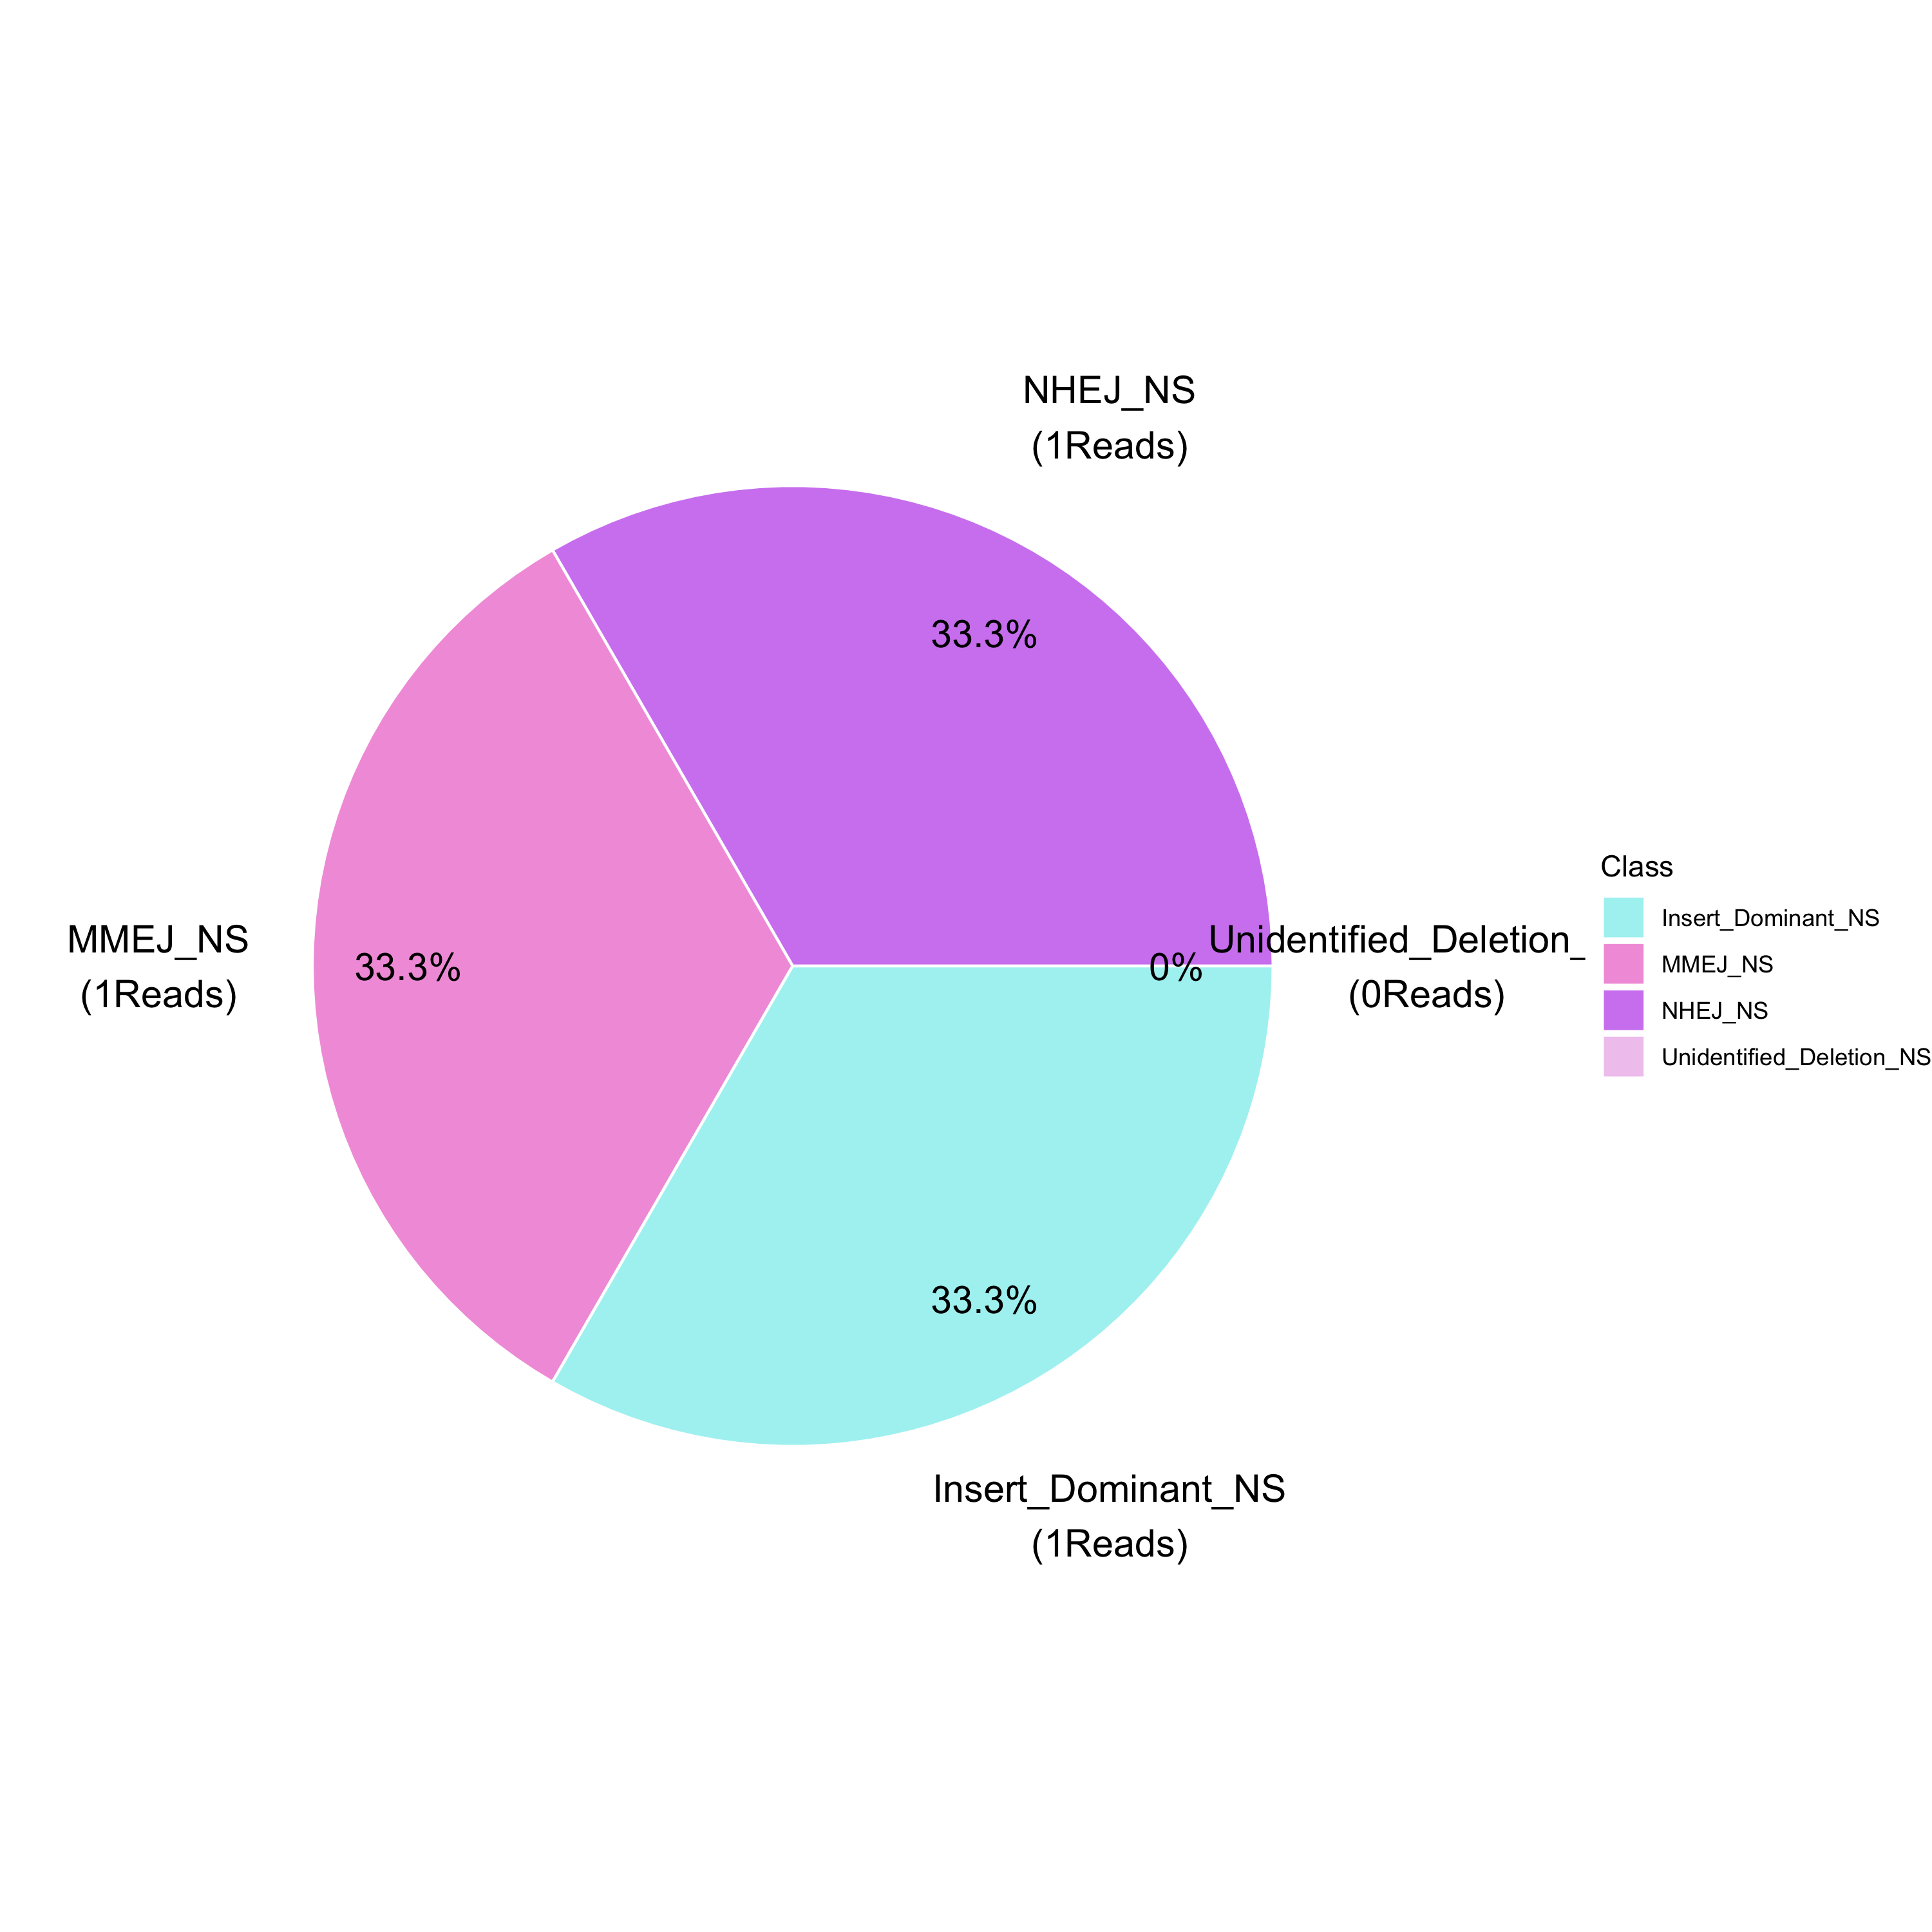 NHEJ_NS
(1Reads)
33.3%
MMEJ_NS
(1Reads)
33.3%
0%
Unidentified_Deletion_
(0Reads)
33.3%
Insert_Dominant_NS
(1Reads)
Class
Insert_Dominant_NS
MMEJ_NS
NHEJ_NS
Unidentified_Deletion_NS